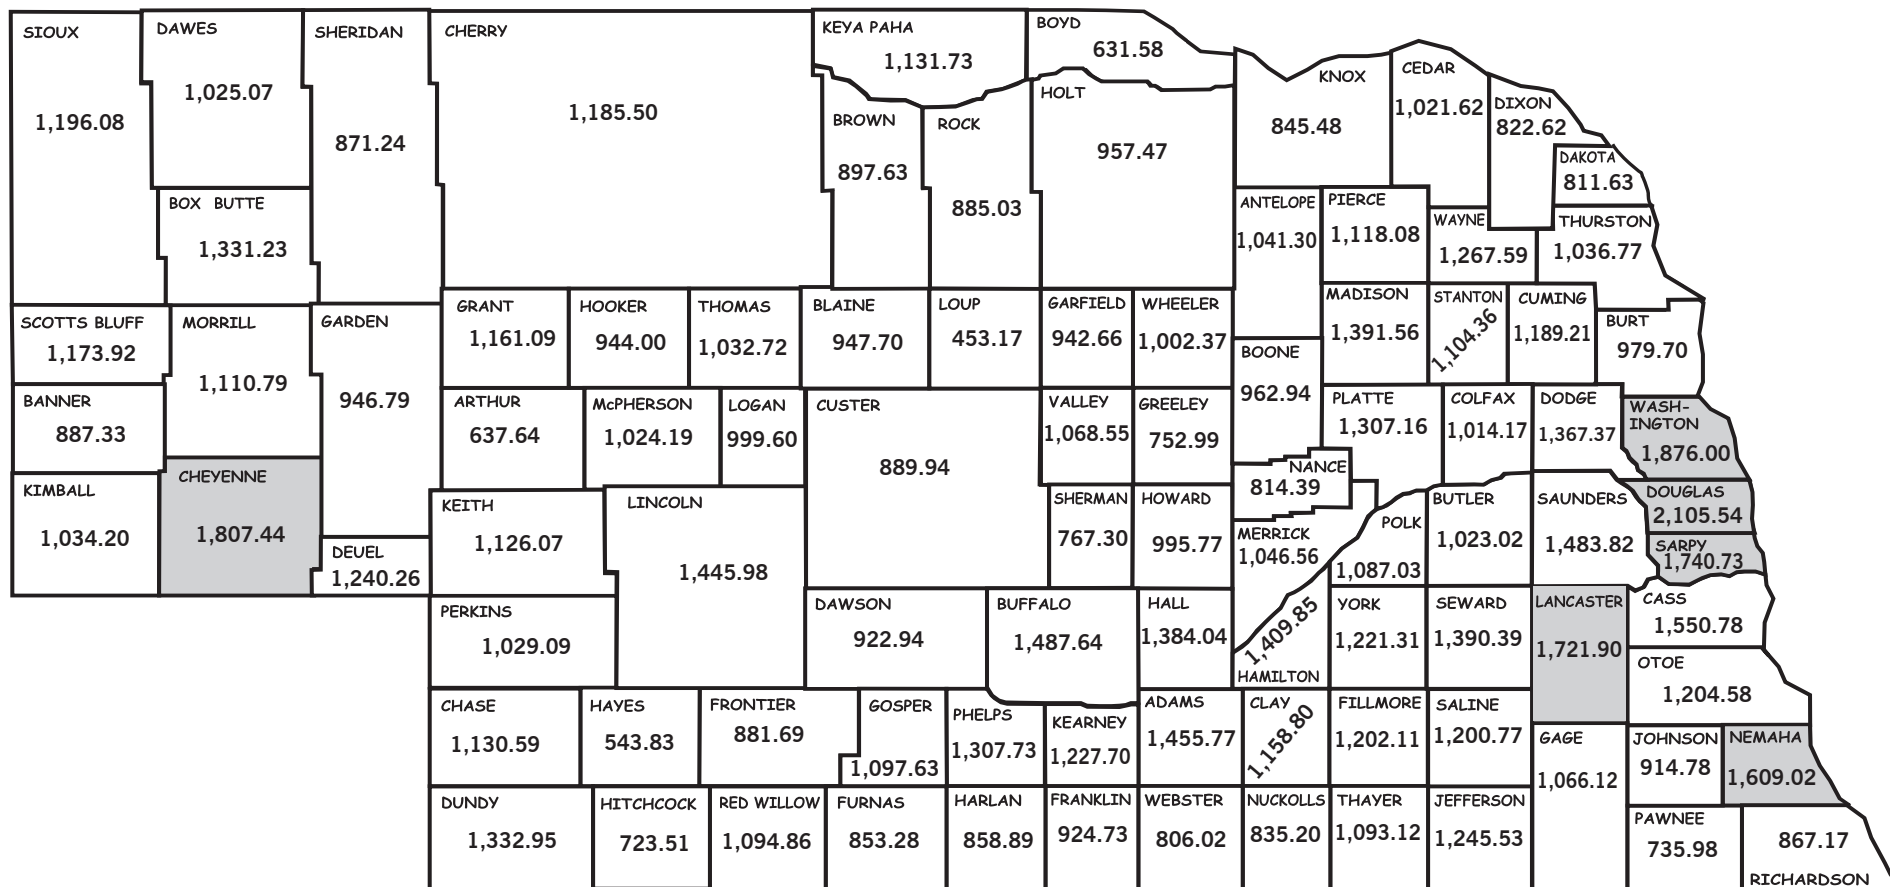 SIOUX
1,196.08
DAWES
1,025.07
SHERIDAN
871.24
CHERRY
1,185.50
KEYA PAHA
1,131.73
BOYD
631.58
BROWN
897.63
ROCK
885.03
HOLT
957.47
KNOX
845.48
CEDAR
1,021.62
DIXON
822.62
DAKOTA
811.63
BOX BUTTE
1,331.23
ANTELOPE
1,041.30
PIERCE
1,118.08
WAYNE
1,267.59
THURSTON
1,036.77
SCOTTS BLUFF
1,173.92
MORRILL
1,110.79
GARDEN
946.79
GRANT
1,161.09
HOOKER
944.00
THOMAS
1,032.72
BLAINE
947.70
LOUP
453.17
GARFIELD
942.66
WHEELER
1,002.37
BOONE
962.94
MADISON
1,391.56
STANTON
1,104.36
CUMING
1,189.21
BURT
979.70
BANNER
887.33
ARTHUR
637.64
McPHERSON
1,024.19
LOGAN
999.60
CUSTER
889.94
VALLEY
1,068.55
GREELEY
752.99
PLATTE
1,307.16
COLFAX
1,014.17
DODGE
1,367.37
WASH-
INGTON
1,876.00
KIMBALL
1,034.20
CHEYENNE
1,807.44
DEUEL
1,240.26
KEITH
1,126.07
LINCOLN
1,445.98
SHERMAN
767.30
HOWARD
995.77
NANCE
814.39
MERRICK
1,046.56
POLK
1,087.03
BUTLER
1,023.02
SAUNDERS
1,483.82
DOUGLAS
2,105.54
SARPY
1,740.73
PERKINS
1,029.09
DAWSON
922.94
BUFFALO
1,487.64
HALL
1,384.04
1,409.85
HAMILTON
YORK
1,221.31
SEWARD
1,390.39
LANCASTER
1,721.90
CASS
1,550.78
OTOE
1,204.58
CHASE
1,130.59
HAYES
543.83
FRONTIER
881.69
GOSPER
1,097.63
PHELPS
1,307.73
KEARNEY
1,227.70
ADAMS
1,455.77
CLAY
1,158.80
FILLMORE
1,202.11
SALINE
1,200.77
GAGE
1,066.12
JOHNSON
914.78
NEMAHA
1,609.02
DUNDY
1,332.95
HITCHCOCK
723.51
RED WILLOW
1,094.86
FURNAS
853.28
HARLAN
858.89
FRANKLIN
924.73
WEBSTER
806.02
NUCKOLLS
835.20
THAYER
1,093.12
JEFFERSON
1,245.53
PAWNEE
735.98
867.17
RICHARDSON